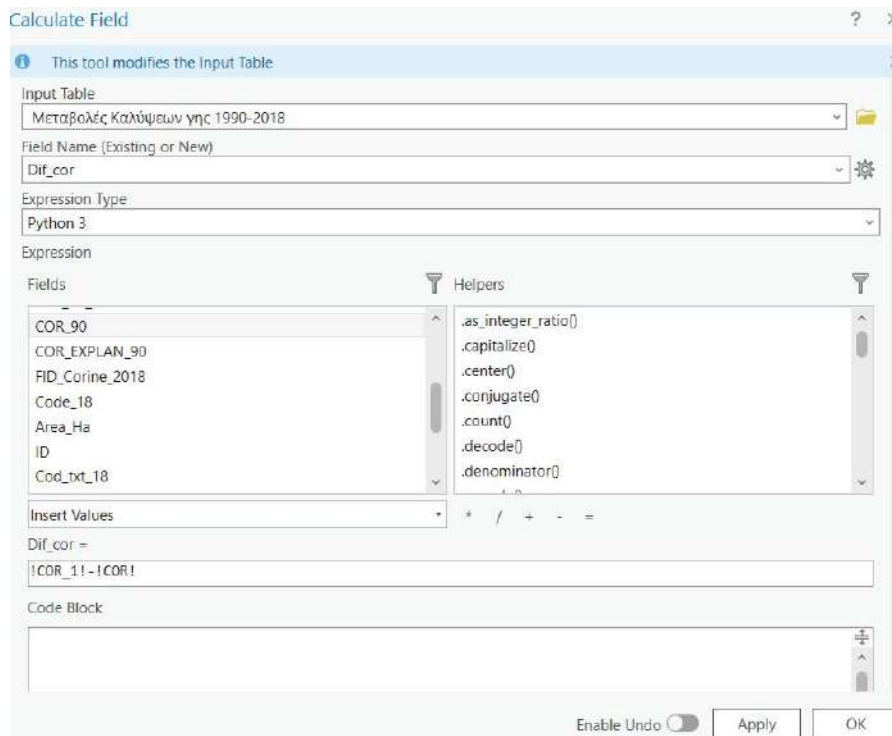 Calculate Field ?
This tool modifies the Input Table
Input Table
Μεταβολές Καλύψεων γης 1990-2018
Field Name (Existing or New)
Dif_cor
Expression Type
Python 3
Expression
Fields Helpers
COR_90 .as_integer_ratio()
COR_EXPLAN_90 .capitalize()
FID_Corine_2018 .center()
Code_18 .conjugate()
Area_Ha .count()
ID .decode()
Cod_txt_18 .denominator()
Insert Values * / + - =
Dif_cor =
!COR_1!-!COR!
Code Block
Enable Undo Apply OK